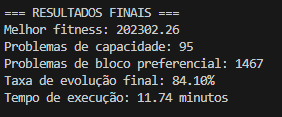 === RESULTADOS FINAIS ===
Melhor fitness: 202302.26
Problemas de capacidade: 95
Problemas de bloco preferencial: 1467
Taxa de evolução final: 84.10%
Tempo de execução: 11.74 minutos